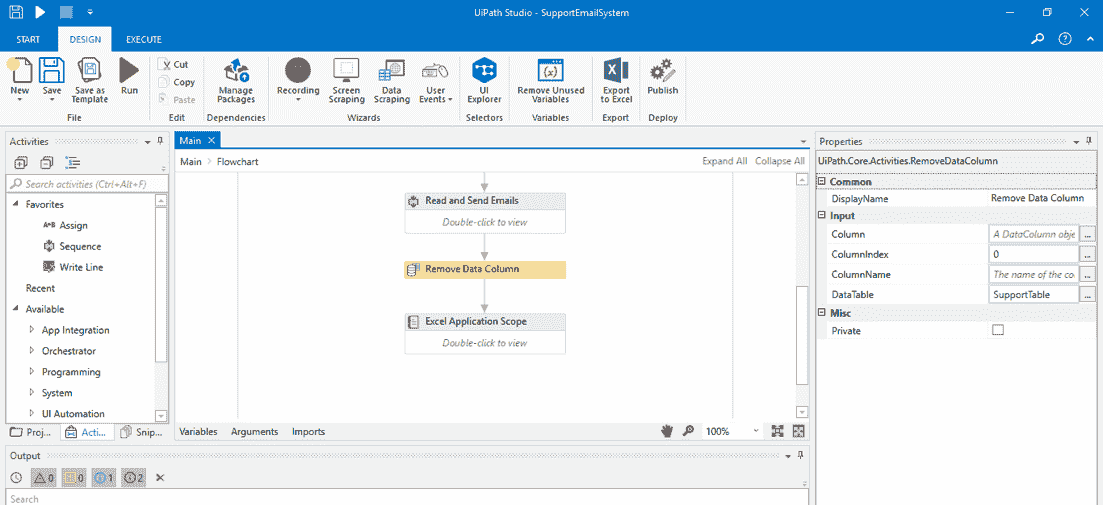 UiPath Studio - SupportEmailSystem
START DESIGN EXECUTE
New Save Save as Template Run Cut Copy Paste Manage Packages Recording Screen Scraping Data Scraping User Events UI Explorer Remove Unused Variables Export to Excel Publish
File Edit Dependencies Wizards Selectors Variables Export Deploy
Activities
Search activities (Ctrl+Alt+F)
Favorites
Assign
Sequence
Write Line
Recent
Available
App Integration
Orchestrator
Programming
System
UI Automation
Proj... Acti... Snip...
Main
Main > Flowchart Expand All Collapse All
Read and Send Emails
Double-click to view
Remove Data Column
Excel Application Scope
Double-click to view
Variables Arguments Imports 100%
Properties
UiPath.Core.Activities.RemoveDataColumn
Common
DisplayName Remove Data Column
Input
Column A DataColumn obje ...
ColumnIndex 0 ...
ColumnName The name of the co ...
DataTable SupportTable ...
Misc
Private
Output
0 0 1 2
Search